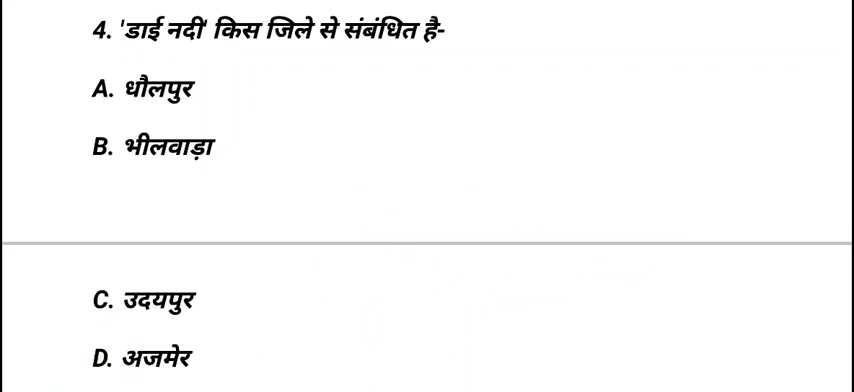 4. 'डाई नदी' किस जिले से संबंधित है-
A. धौलपुर
B. भीलवाड़ा
C. उदयपुर
D. अजमेर